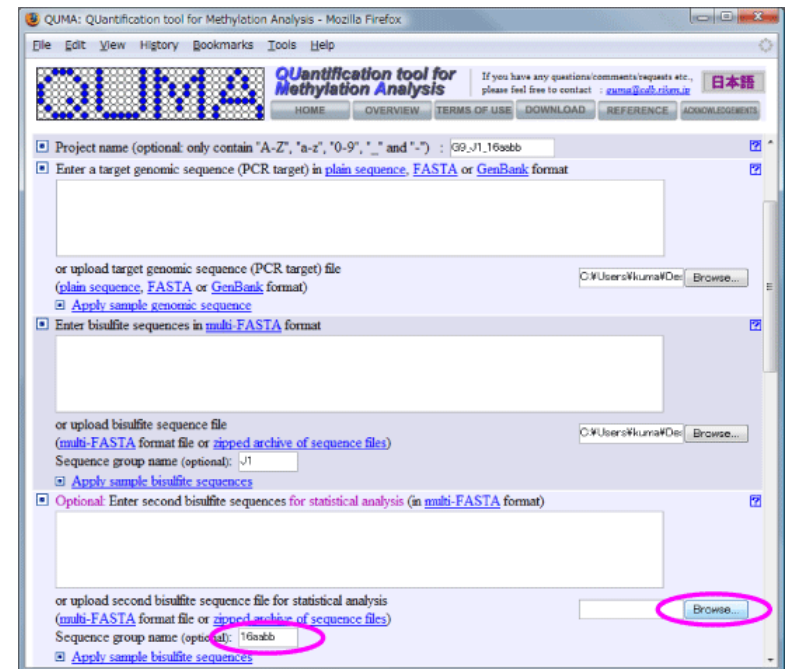 QUMA: QUantification tool for Methylation Analysis - Mozilla Firefox
File Edit View History Bookmarks Tools Help
QUMA
QUantification tool for
Methylation Analysis
If you have any questions/comments/requests etc.,
please feel free to contact : quma@cdb.riken.jp
日本語
HOME OVERVIEW TERMS OF USE DOWNLOAD REFERENCE ACKNOWLEDGEMENTS
Project name (optional: only contain "A-Z", "a-z", "0-9", "_" and "-") : G9_J1_16aabb
Enter a target genomic sequence (PCR target) in plain sequence, FASTA or GenBank format
or upload target genomic sequence (PCR target) file
(plain sequence, FASTA or GenBank format)
C:¥Users¥kuma¥De Browse...
Apply sample genomic sequence
Enter bisulfite sequences in multi-FASTA format
or upload bisulfite sequence file
(multi-FASTA format file or zipped archive of sequence files)
C:¥Users¥kuma¥De Browse...
Sequence group name (optional): J1
Apply sample bisulfite sequences
Optional: Enter second bisulfite sequences for statistical analysis (in multi-FASTA format)
or upload second bisulfite sequence file for statistical analysis
Browse...
(multi-FASTA format file or zipped archive of sequence files)
Sequence group name (optional): 16aabb
Apply sample bisulfite sequences